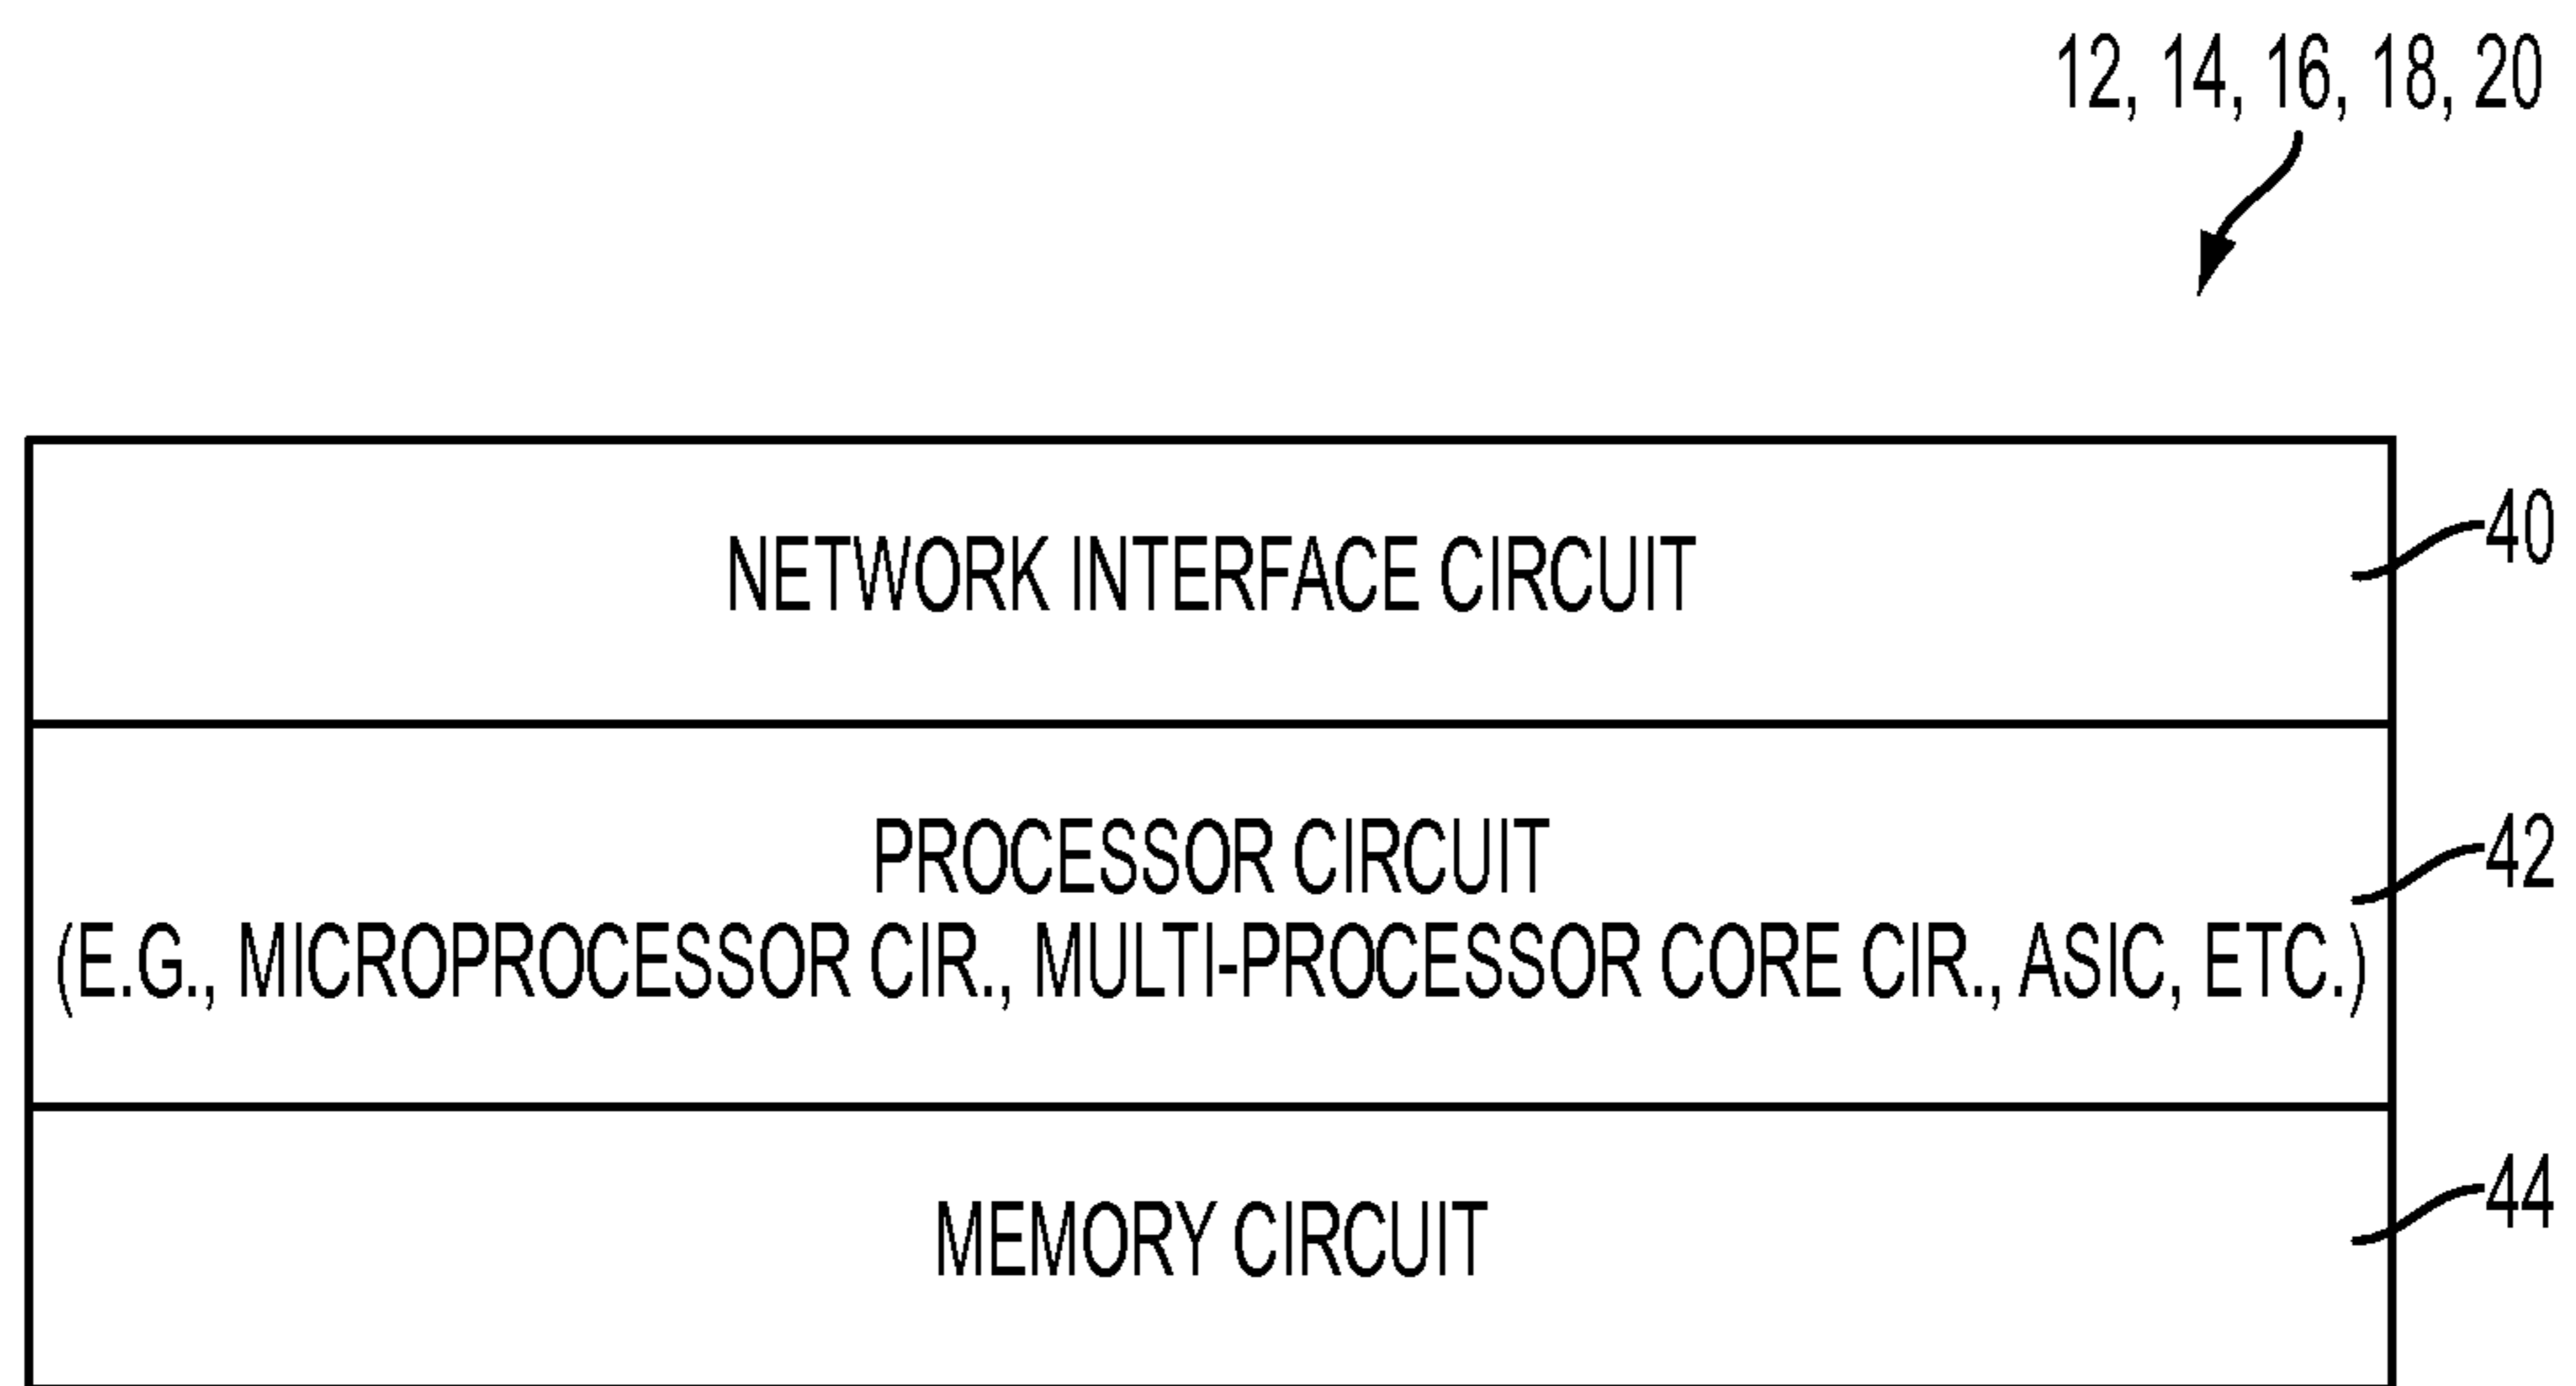 12, 14, 16, 18, 20
NETWORK INTERFACE CIRCUIT
40
PROCESSOR CIRCUIT
(E.G., MICROPROCESSOR CIR., MULTI-PROCESSOR CORE CIR., ASIC, ETC.)
42
MEMORY CIRCUIT
44